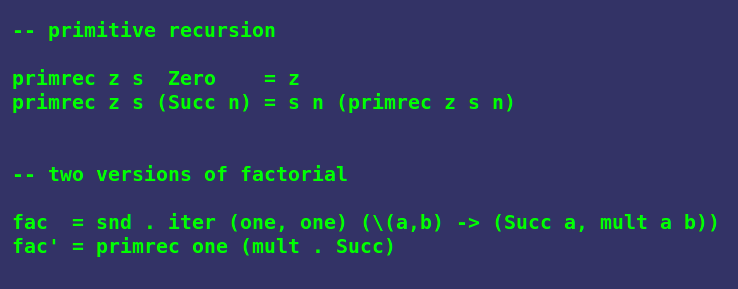 -- primitive recursion
primrec z s  Zero    = z
primrec z s (Succ n) = s n (primrec z s n)
-- two versions of factorial
fac  = snd . iter (one, one) (\(a,b) -> (Succ a, mult a b))
fac' = primrec one (mult . Succ)